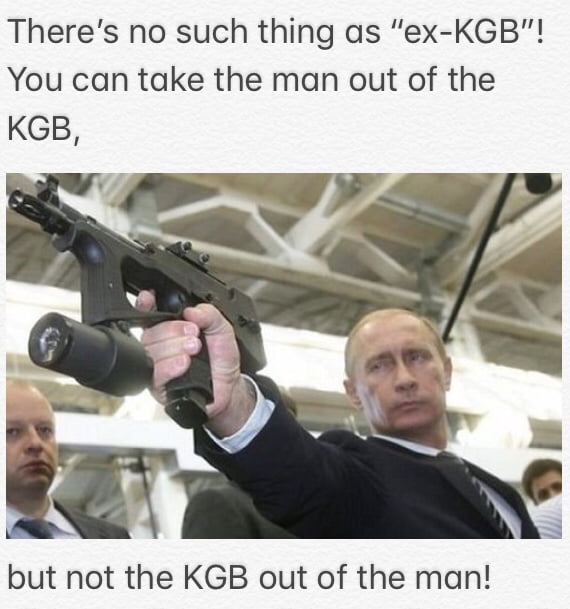 There’s no such thing as “ex-KGB”!
You can take the man out of the
KGB,
but not the KGB out of the man!